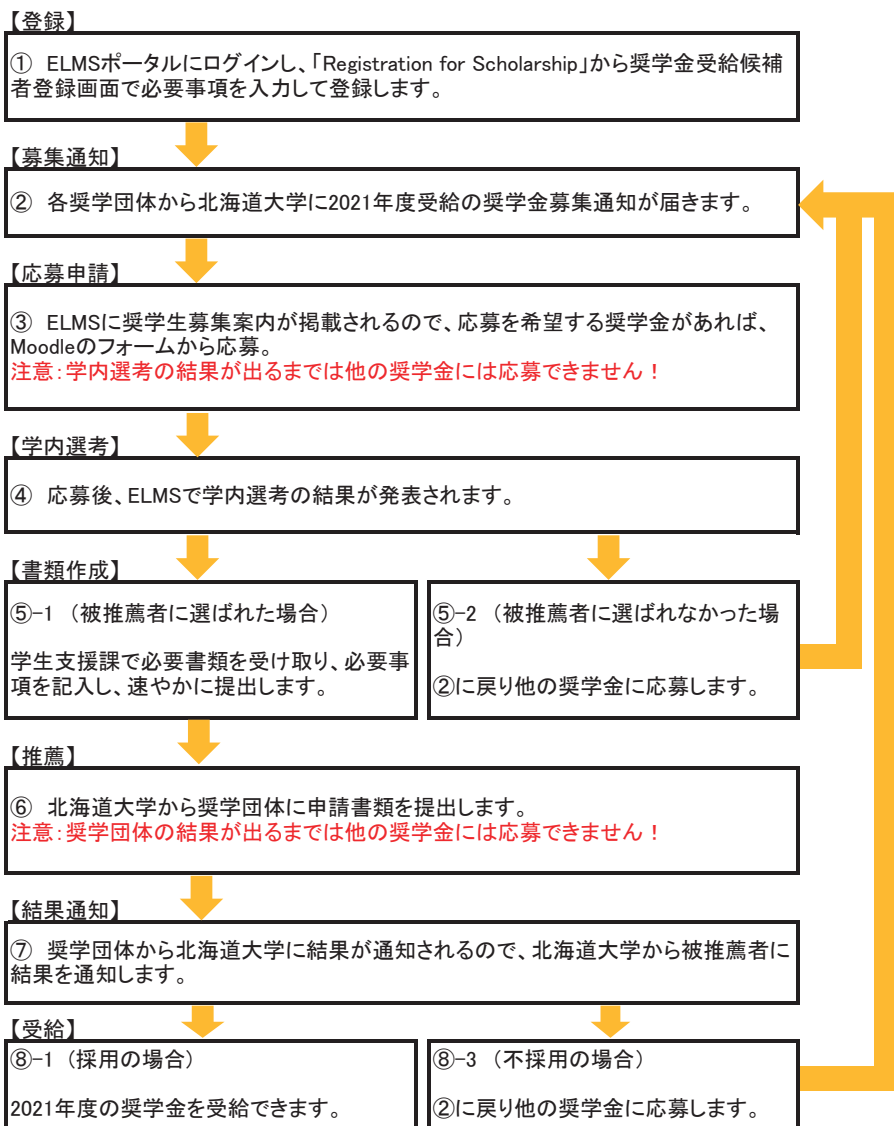 【登録】
① ELMSポータルにログインし、「Registration for Scholarship」から奨学金受給候補
者登録画面で必要事項を入力して登録します。
【募集通知】
② 各奨学団体から北海道大学に2021年度受給の奨学金募集通知が届きます。
【応募申請】
③ ELMSに奨学生募集案内が掲載されるので、応募を希望する奨学金があれば、
Moodleのフォームから応募。
注意:学内選考の結果が出るまでは他の奨学金には応募できません！
【学内選考】
④ 応募後、ELMSで学内選考の結果が発表されます。
【書類作成】
⑤-1 （被推薦者に選ばれた場合）
学生支援課で必要書類を受け取り、必要事
項を記入し、速やかに提出します。
⑤-2 （被推薦者に選ばれなかった場
合）
②に戻り他の奨学金に応募します。
【推薦】
⑥ 北海道大学から奨学団体に申請書類を提出します。
注意:奨学団体の結果が出るまでは他の奨学金には応募できません！
【結果通知】
⑦ 奨学団体から北海道大学に結果が通知されるので、北海道大学から被推薦者に
結果を通知します。
【受給】
⑧-1 （採用の場合）
2021年度の奨学金を受給できます。
⑧-3 （不採用の場合）
②に戻り他の奨学金に応募します。